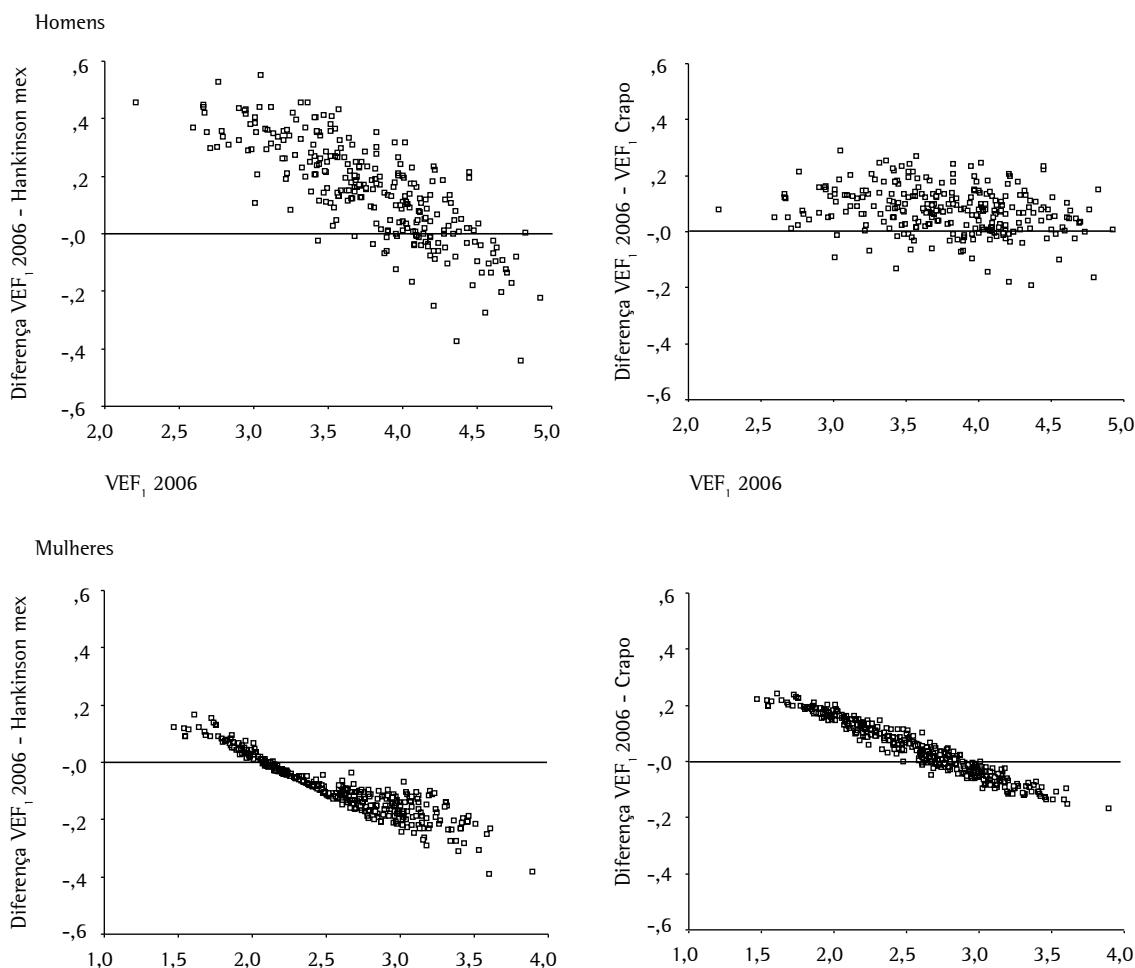 Homens
Diferença VEF₁ 2006 - Hankinson mex
,6
,4
,2
-,0
-,2
-,4
-,6
2,0 2,5 3,0 3,5 4,0 4,5 5,0
VEF₁ 2006
Diferença VEF₁ 2006 - VEF₁ Crapo
,6
,4
,2
-,0
-,2
-,4
-,6
2,0 2,5 3,0 3,5 4,0 4,5 5,0
VEF₁ 2006
Mulheres
Diferença VEF₁ 2006 - Hankinson mex
,6
,4
,2
-,0
-,2
-,4
-,6
1,0 1,5 2,0 2,5 3,0 3,5 4,0
Diferença VEF₁ 2006 - Crapo
,6
,4
,2
-,0
-,2
-,4
-,6
1,0 1,5 2,0 2,5 3,0 3,5 4,0